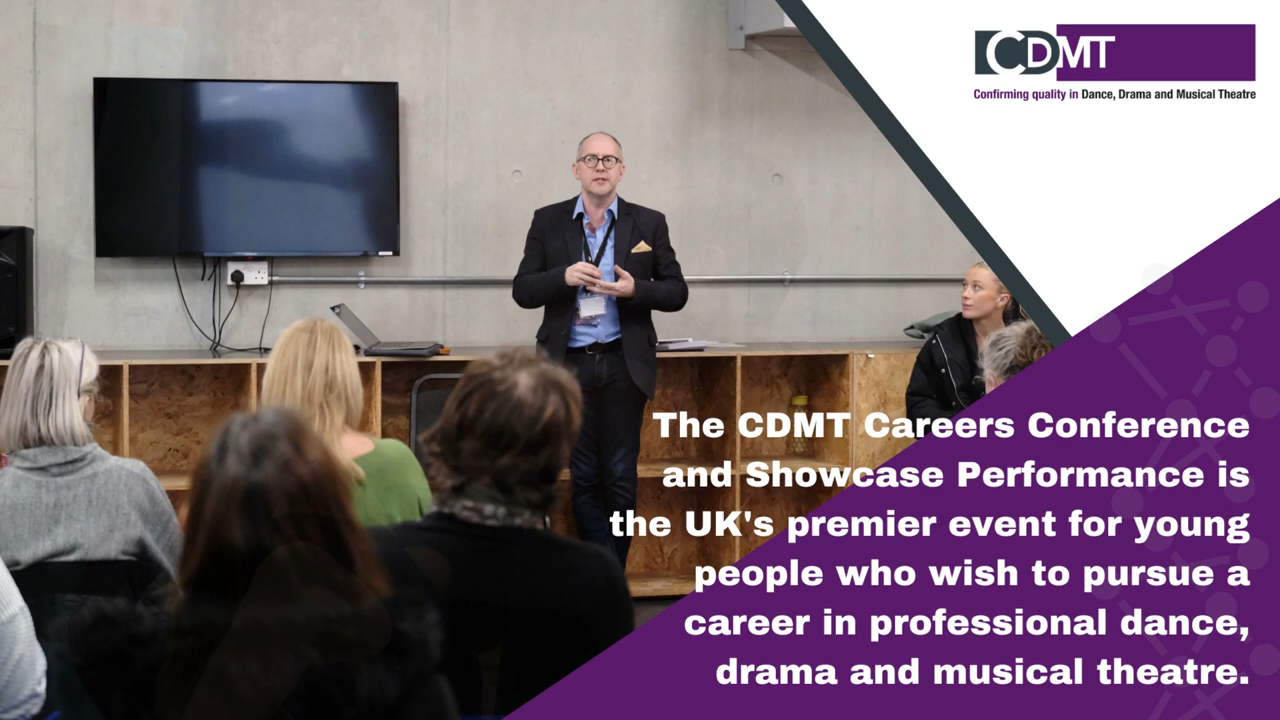 CDMT
Confirming quality in Dance, Drama and Musical Theatre
The CDMT Careers Conference
and Showcase Performance is
the UK's premier event for young
people who wish to pursue a
career in professional dance,
drama and musical theatre.